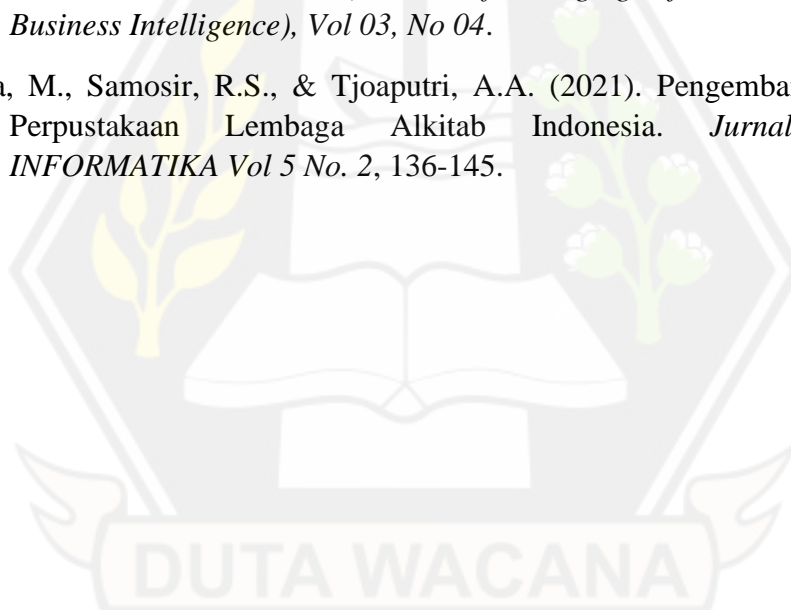 Business Intelligence), Vol 03, No 04.
M., Samosir, R.S., & Tjoaputri, A.A. (2021).
Perpustakaan Lembaga Alkitab Indonesia. Jurnal
INFORMATIKA Vol 5 No. 2, 136-145.
DUTA WACANA